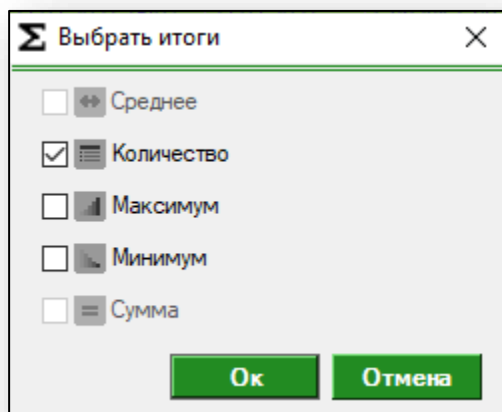 Σ Выбрать итоги
Среднее
Количество
Максимум
Минимум
Сумма
Ок Отмена